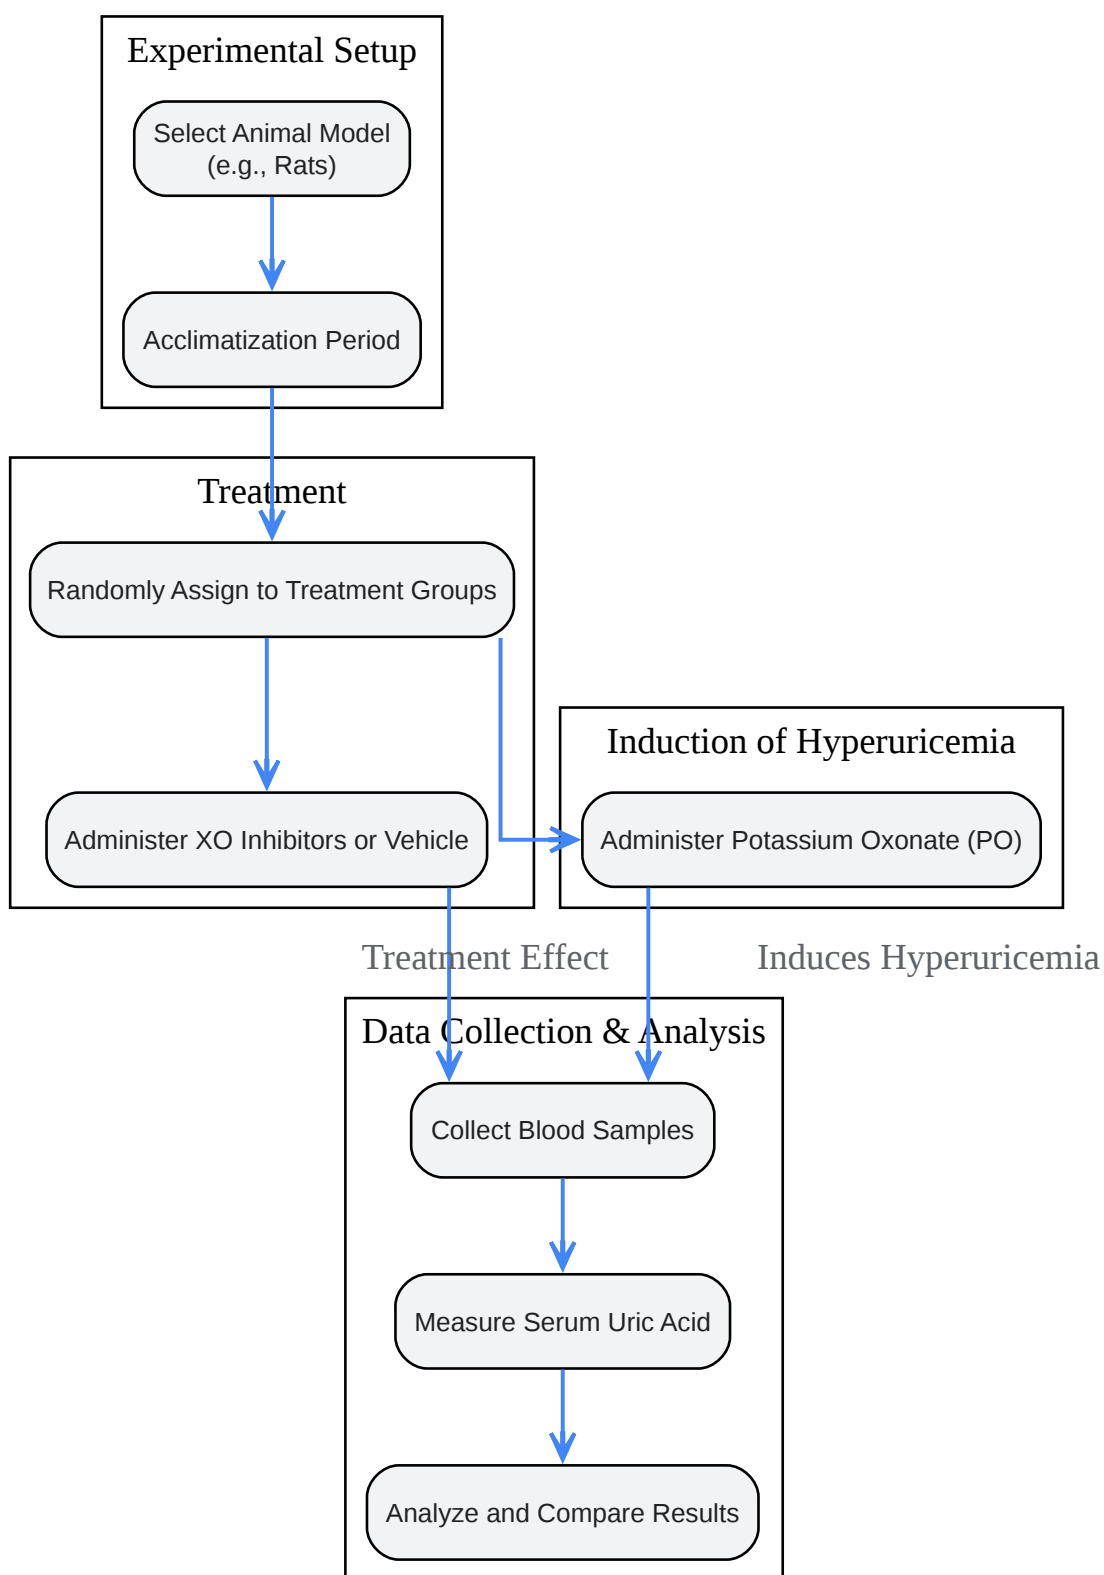 Experimental Setup
Select Animal Model
(e.g., Rats)
Acclimatization Period
Treatment
Randomly Assign to Treatment Groups
Induction of Hyperuricemia
Administer XO Inhibitors or Vehicle
Administer Potassium Oxonate (PO)
Treatment Effect
Induces Hyperuricemia
Data Collection & Analysis
Collect Blood Samples
Measure Serum Uric Acid
Analyze and Compare Results